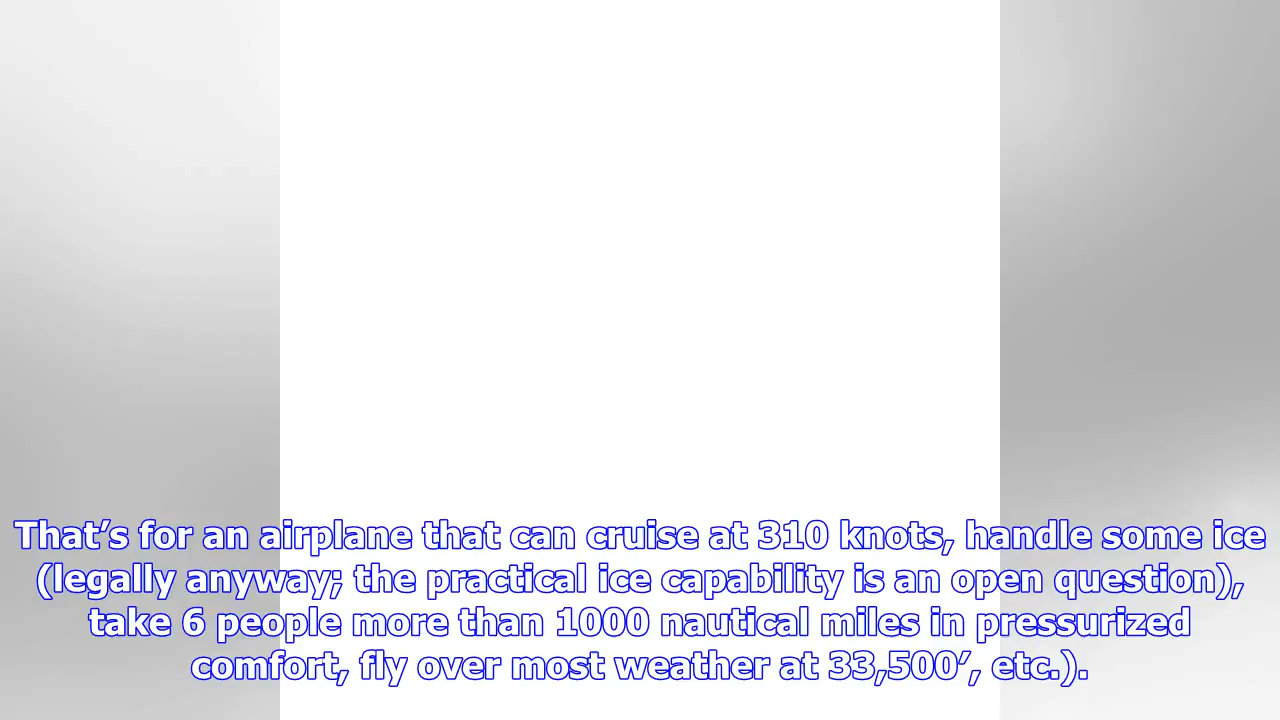 That’s for an airplane that can cruise at 310 knots, handle some ice
(legally anyway; the practical ice capability is an open question),
take 6 people more than 1000 nautical miles in pressurized
comfort, fly over most weather at 33,500’, etc.).